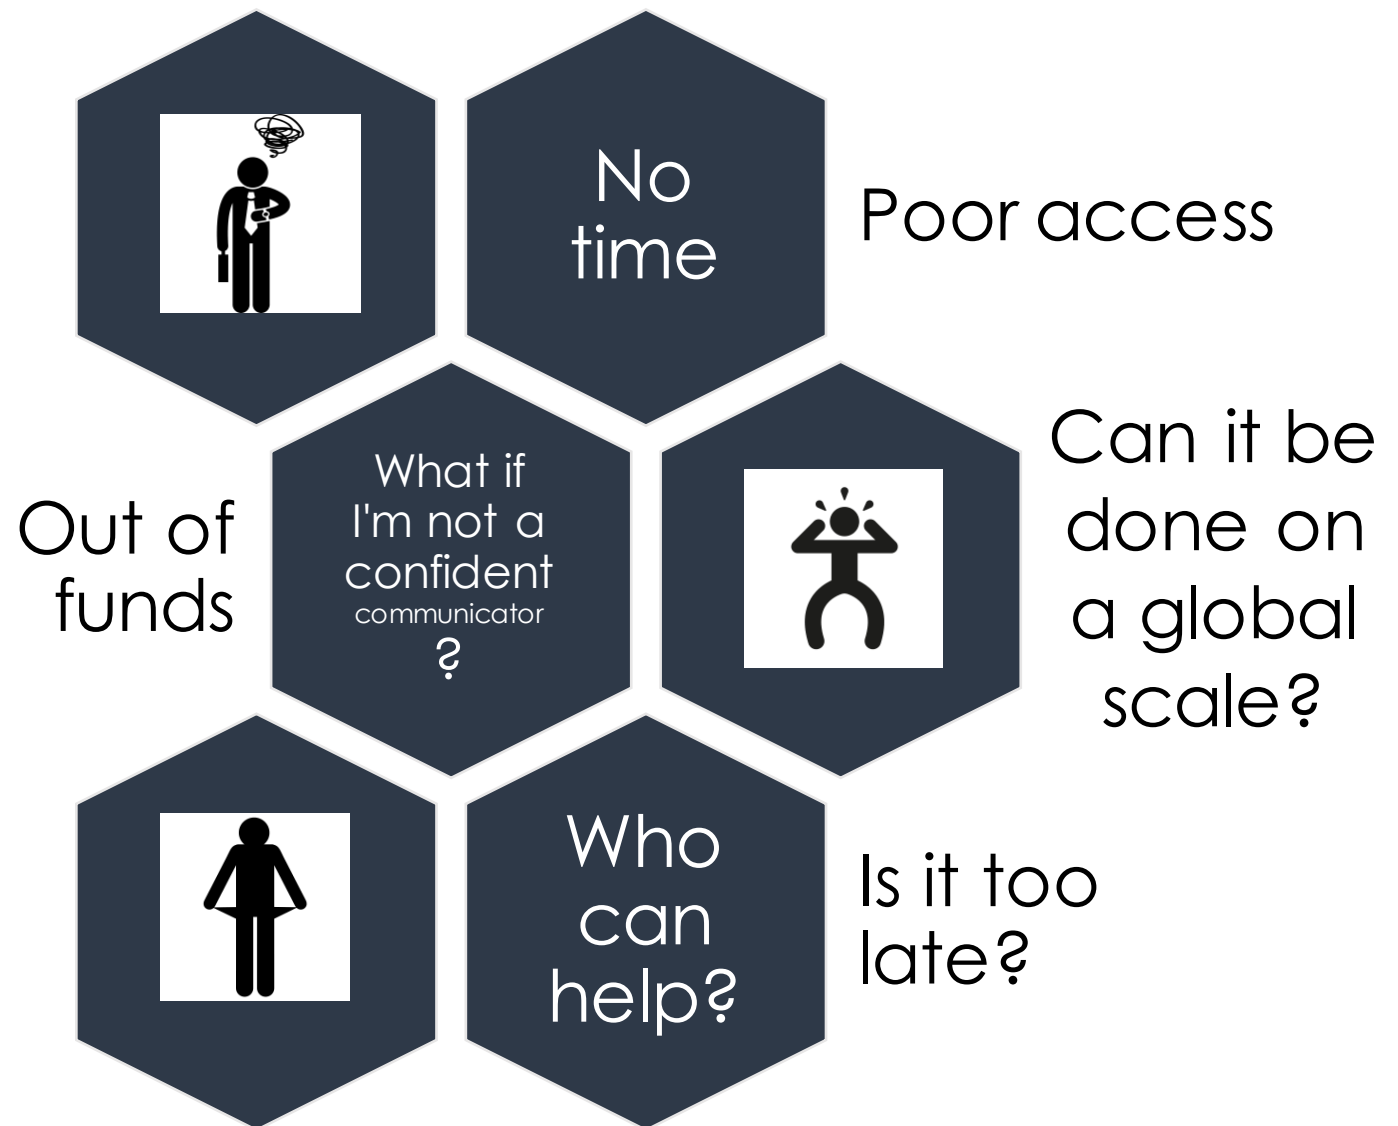 No
time
Poor access
Out of
funds
What if
I'm not a
confident
communicator
?
Can it be
done on
a global
scale?
Who
can
help?
Is it too
late?